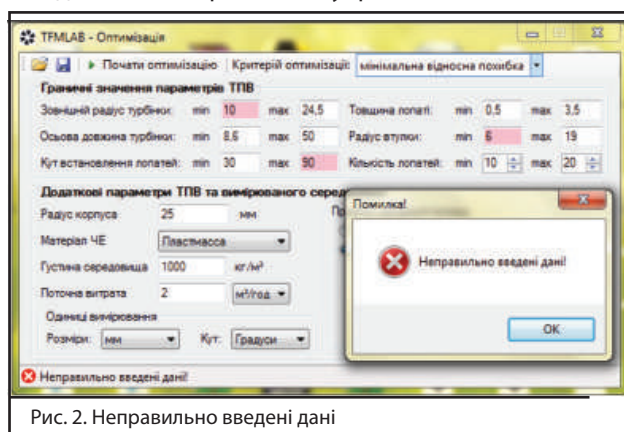 TFMLAB - Оптимізація
Почати оптимізацію Критерій оптимізації: мінімальна відносна похибка
Граничні значення параметрів ТПВ
Зовнішній радіус турбінки: min 10 max 24,5 Товщина лопаті: min 0,5 max 3,5
Осьова довжина турбінки: min 8,6 max 50 Радіус втулки: min 6 max 19
Кут встановлення лопатей: min 30 max 90 Кількість лопатей: min 10 max 20
Додаткові параметри ТПВ та вимірюваного серед
Радіус корпуса 25 мм
Матеріал ЧЕ Пластмасса
Густина середовища 1000 кг/м³
Поточна витрата 2 м³/год
Одиниці вимірювання
Розміри: мм Кут: Градуси
Помилка!
Неправильно введені дані!
OK
Неправильно введені дані!
Рис. 2. Неправильно введені дані